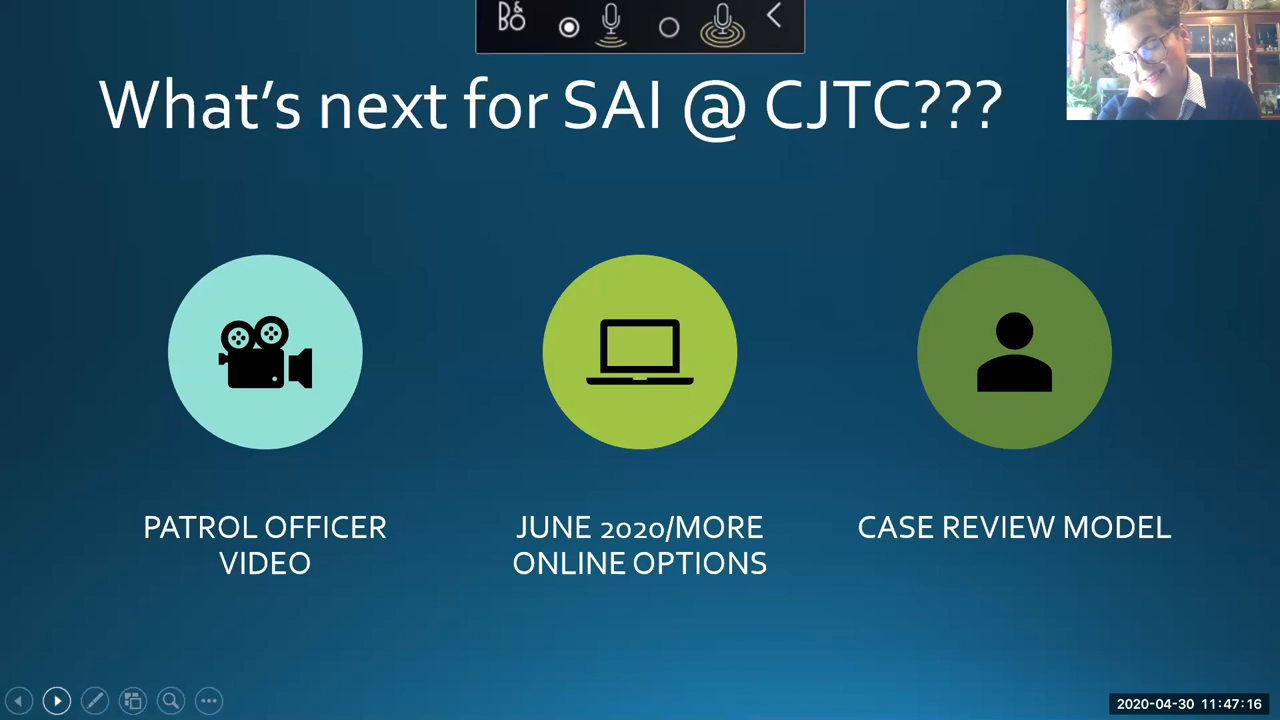 B&O
What's next for SAI @ CJTC???
PATROL OFFICER
VIDEO
JUNE 2020/MORE
ONLINE OPTIONS
CASE REVIEW MODEL
2020-04-30 11:47:16